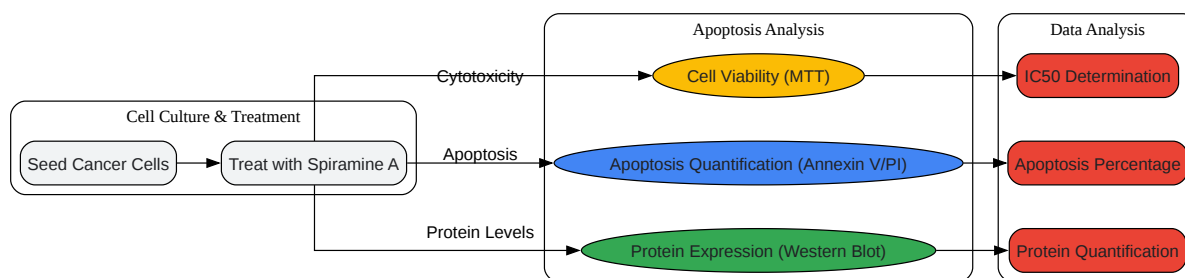 Apoptosis Analysis
Data Analysis
Cytotoxicity
Cell Viability (MTT)
IC50 Determination
Cell Culture & Treatment
Seed Cancer Cells
Treat with Spiramine A
Apoptosis
Apoptosis Quantification (Annexin V/PI)
Apoptosis Percentage
Protein Levels
Protein Expression (Western Blot)
Protein Quantification